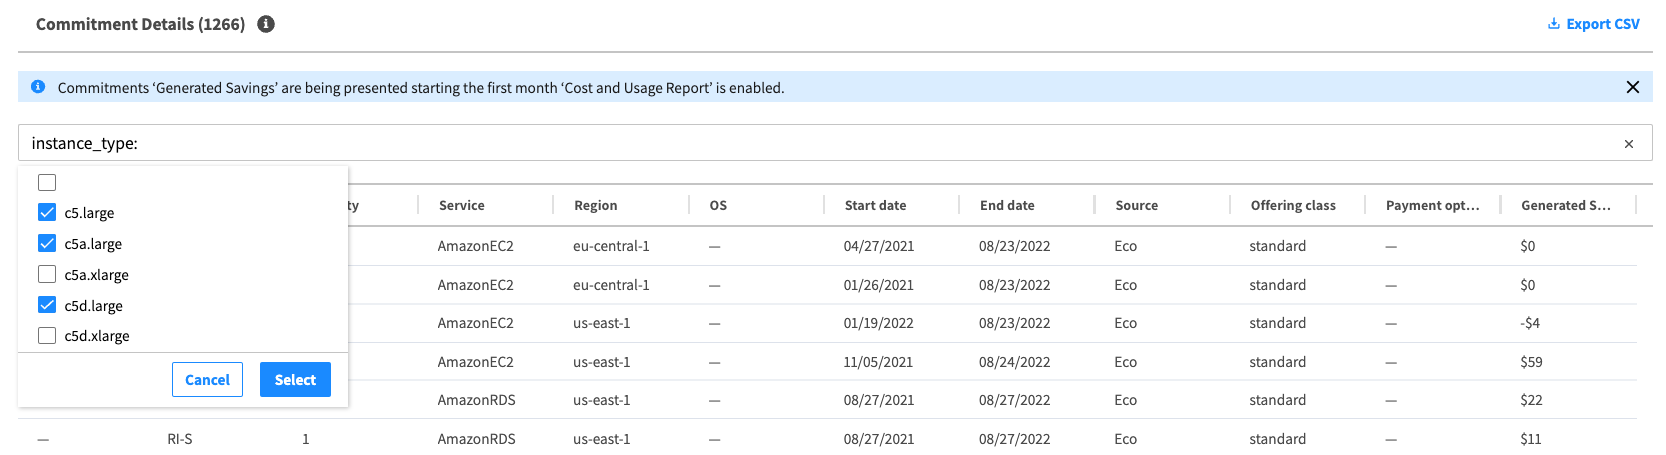 Commitment Details (1266)
Export CSV
Commitments ‘Generated Savings’ are being presented starting the first month ‘Cost and Usage Report’ is enabled.
instance_type:
c5.large
c5a.large
c5a.xlarge
c5d.large
c5d.xlarge
Cancel Select
ty Service Region OS Start date End date Source Offering class Payment opt... Generated S...
AmazonEC2 eu-central-1 — 04/27/2021 08/23/2022 Eco standard — $0
AmazonEC2 eu-central-1 — 01/26/2021 08/23/2022 Eco standard — $0
AmazonEC2 us-east-1 — 01/19/2022 08/23/2022 Eco standard — -$4
AmazonEC2 us-east-1 — 11/05/2021 08/24/2022 Eco standard — $59
AmazonRDS us-east-1 — 08/27/2021 08/27/2022 Eco standard — $22
— RI-S 1 AmazonRDS us-east-1 — 08/27/2021 08/27/2022 Eco standard — $11